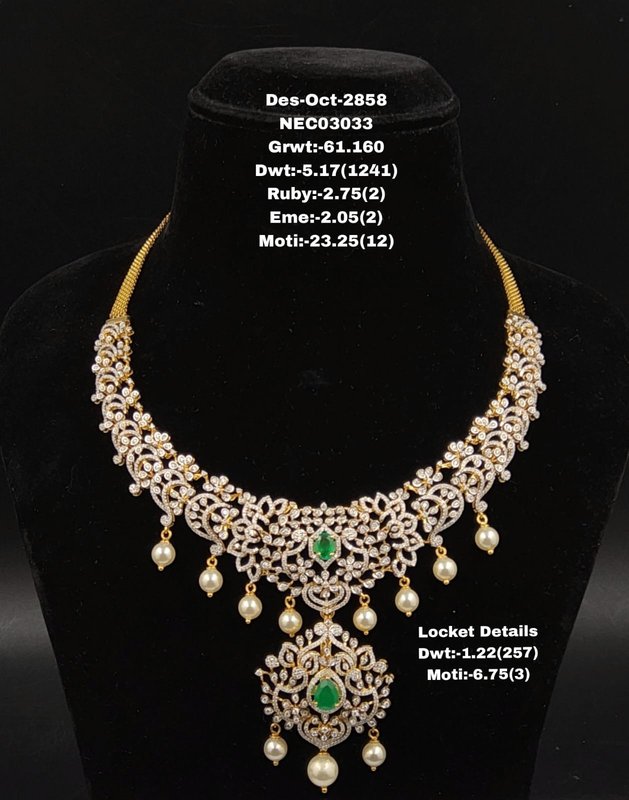 Des-Oct-2858
NEC03033
Grwt:-61.160
Dwt:-5.17(1241)
Ruby:-2.75(2)
Eme:-2.05(2)
Moti:-23.25(12)
Locket Details
Dwt:-1.22(257)
Moti:-6.75(3)